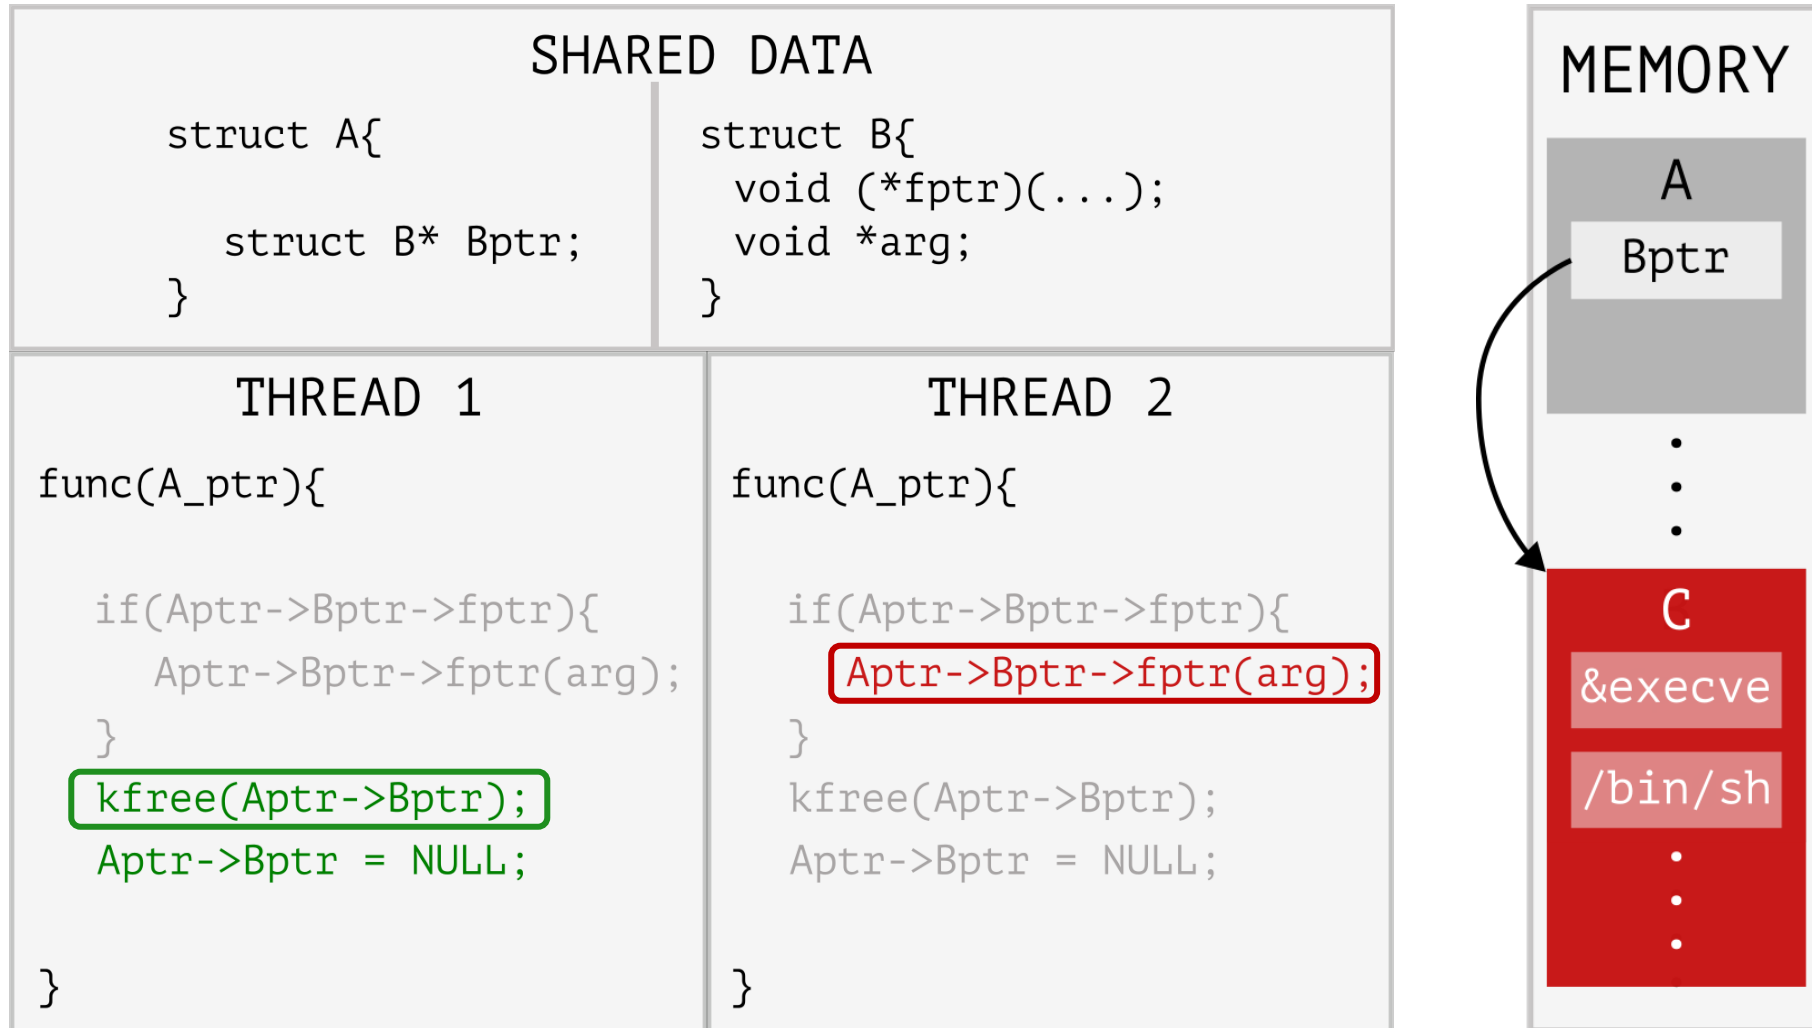 SHARED DATA
struct A{
struct B* Bptr;
}
struct B{
void (*fptr)(...);
void *arg;
}
THREAD 1
func(A_ptr){
if(Aptr->Bptr->fptr){
Aptr->Bptr->fptr(arg);
}
kfree(Aptr->Bptr);
Aptr->Bptr = NULL;
}
THREAD 2
func(A_ptr){
if(Aptr->Bptr->fptr){
Aptr->Bptr->fptr(arg);
}
kfree(Aptr->Bptr);
Aptr->Bptr = NULL;
}
MEMORY
A
Bptr
C
&execve
/bin/sh